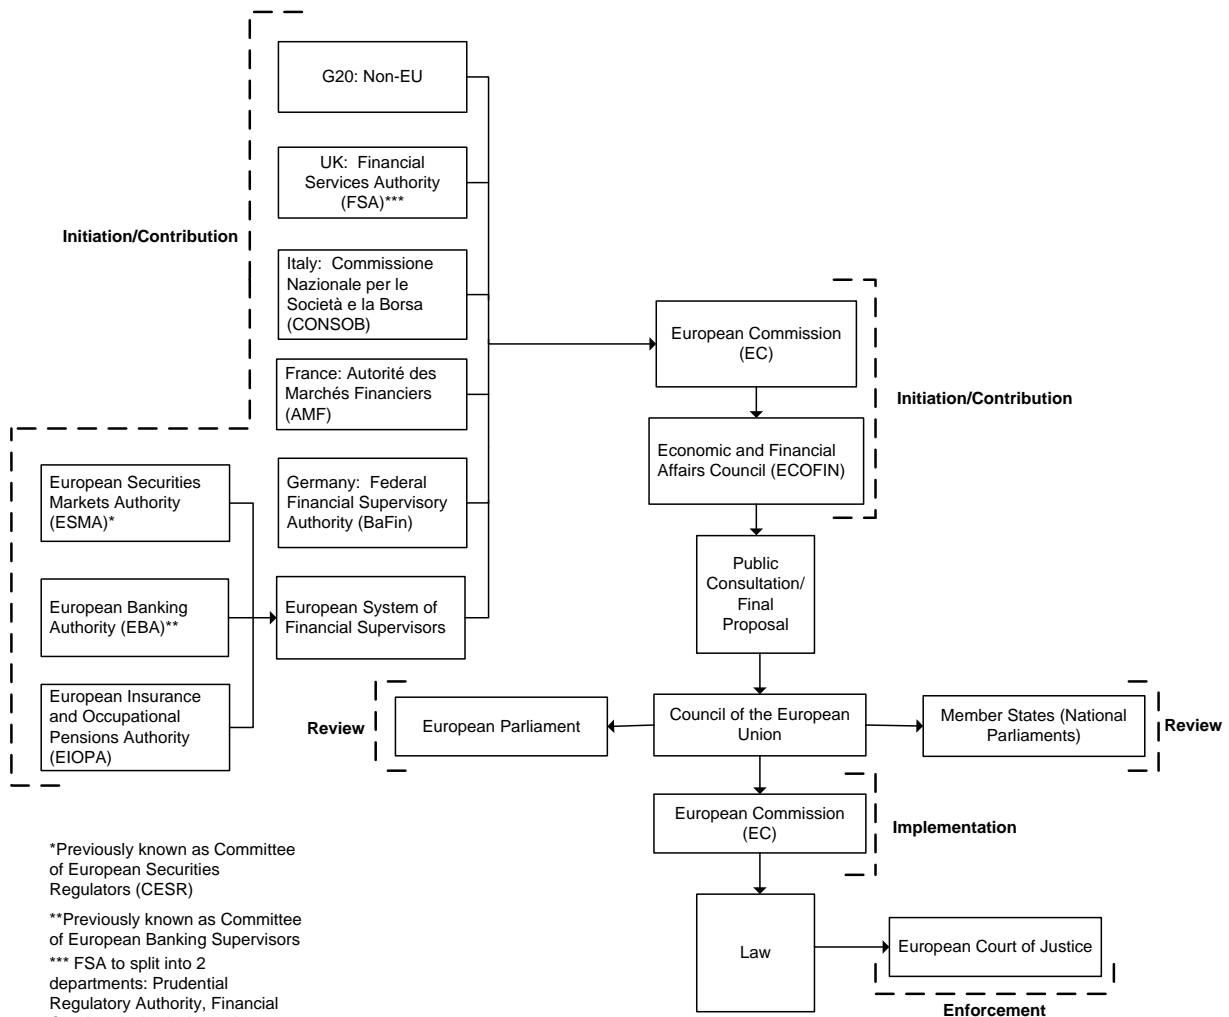 G20: Non-EU
UK:  Financial
Services Authority
(FSA)***
Initiation/Contribution
Italy:  Commissione
Nazionale per le
Società e la Borsa
(CONSOB)
European Commission
(EC)
France: Autorité des
Marchés Financiers
(AMF)
Initiation/Contribution
Economic and Financial
Affairs Council (ECOFIN)
European Securities
Markets Authority
(ESMA)*
Germany:  Federal
Financial Supervisory
Authority (BaFin)
Public
Consultation/
Final
Proposal
European Banking
Authority (EBA)**
European System of
Financial Supervisors
European Insurance
and Occupational
Pensions Authority
(EIOPA)
Review
European Parliament
Council of the European
Union
Member States (National
Parliaments)
Review
European Commission
(EC)
Implementation
*Previously known as Committee
of European Securities
Regulators (CESR)
**Previously known as Committee
of European Banking Supervisors
*** FSA to split into 2
departments: Prudential
Regulatory Authority, Financial
Law
European Court of Justice
Enforcement